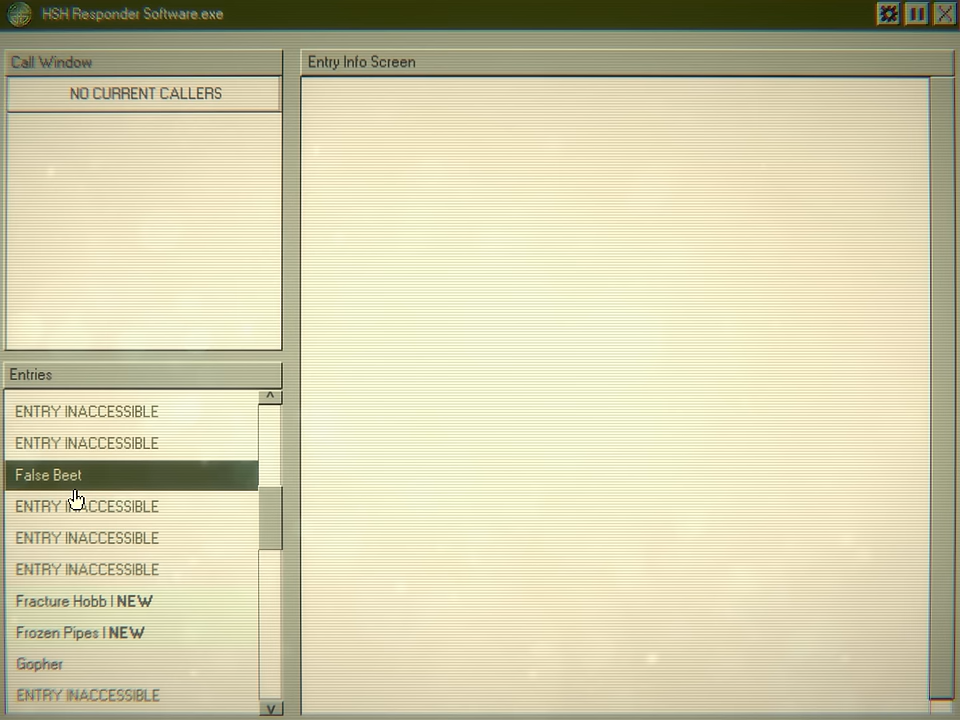 HSH Responder Software.exe
Call Window
NO CURRENT CALLERS
Entry Info Screen
Entries
ENTRY INACCESSIBLE
ENTRY INACCESSIBLE
False Beet
ENTRY INACCESSIBLE
ENTRY INACCESSIBLE
ENTRY INACCESSIBLE
Fracture Hobb | NEW
Frozen Pipes | NEW
Gopher
ENTRY INACCESSIBLE